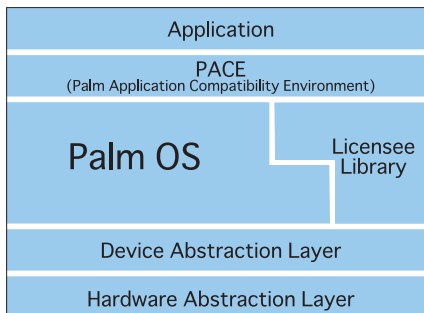 Application
PACE
(Palm Application Compatibility Environment)
Palm OS
Licensee
Library
Device Abstraction Layer
Hardware Abstraction Layer